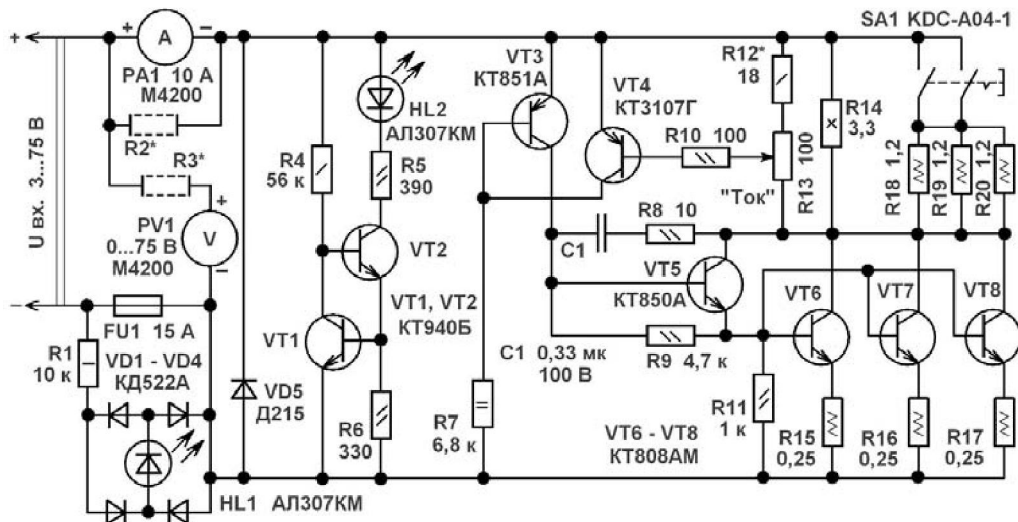 SA1 KDC-A04-1
+
+
A
−
PA1 10 А
М4200
R2*
R3*
+
PV1
0...75 В
М4200
V
−
U вх. 3...75 В
−
FU1 15 А
R1
10 к
VD1 - VD4
КД522А
HL1 АЛ307КМ
VD5
Д215
R4
56 к
HL2
АЛ307КМ
R5
390
VT2
VT1, VT2
КТ940Б
VT1
R6
330
R7
6,8 к
VT3
КТ851А
VT4
КТ3107Г
R10 100
R12*
18
R13 100
"Ток"
R14
3,3
R18 1,2
R19 1,2
R20 1,2
C1
R8 10
VT5
КТ850А
C1 0,33 мк
100 В
R9 4,7 к
VT6
VT7
VT8
R11
1 к
VT6 - VT8
КТ808АМ
R15
0,25
R16
0,25
R17
0,25